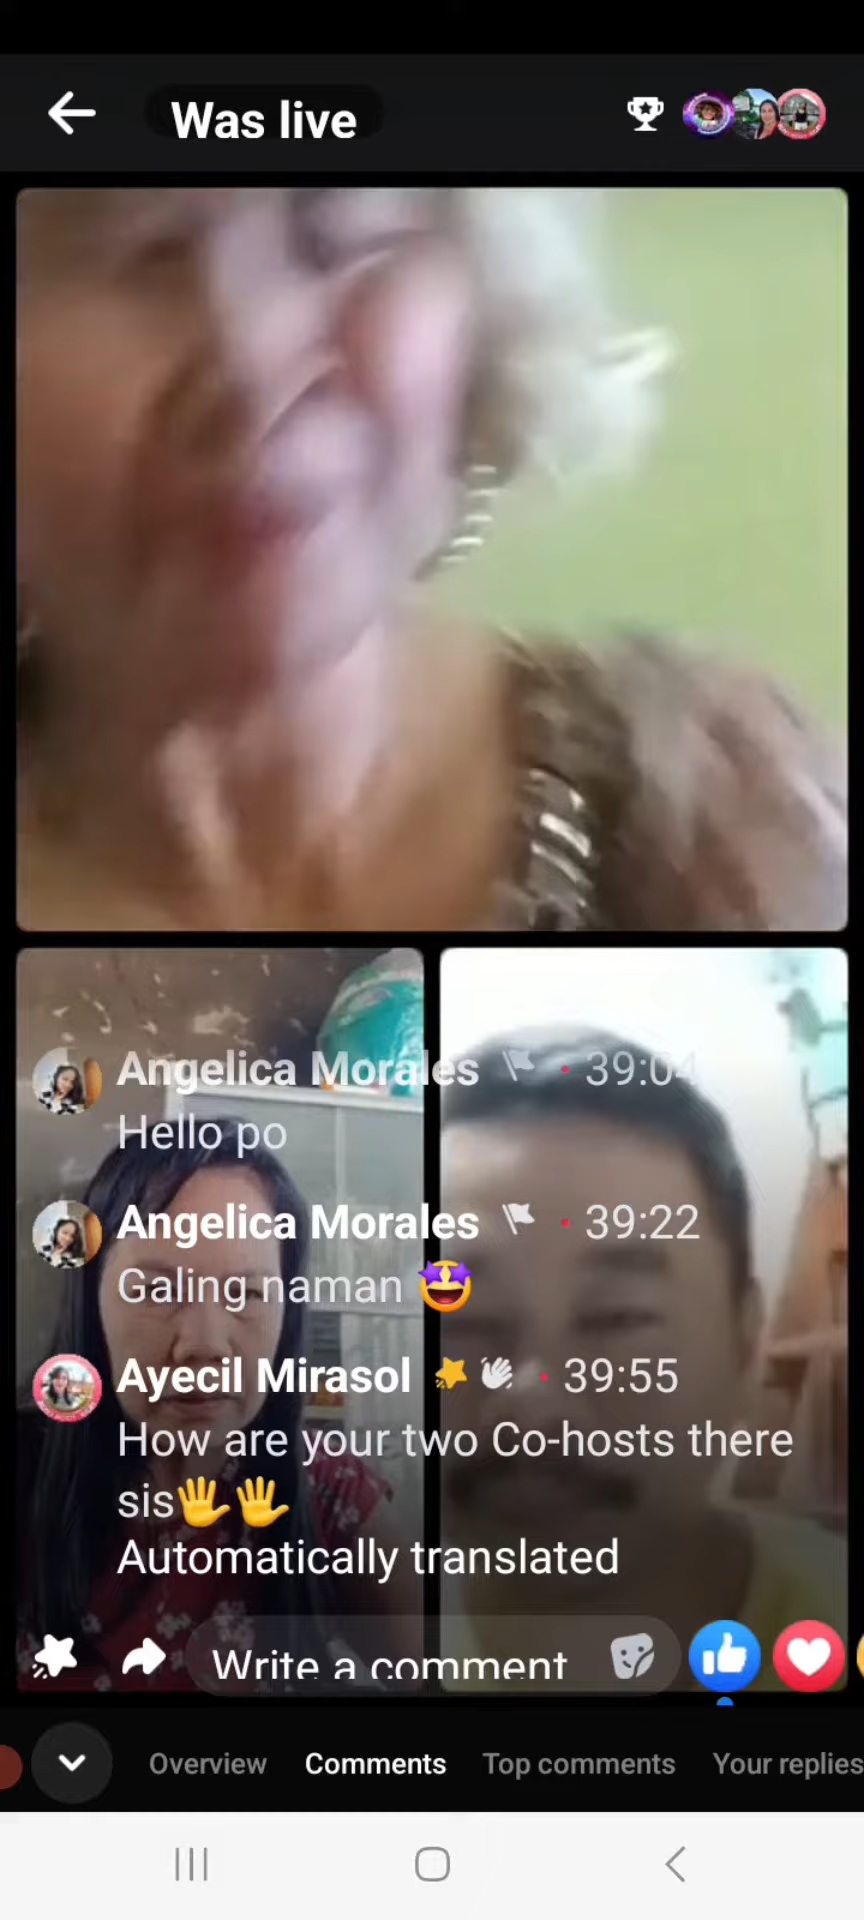 Was live
Angelica Morales 39:04
Hello po
Angelica Morales 39:22
Galing naman 🤩
Ayecil Mirasol 39:55
How are your two Co-hosts there
sis🖐🖐
Automatically translated
Write a comment
Overview Comments Top comments Your replies